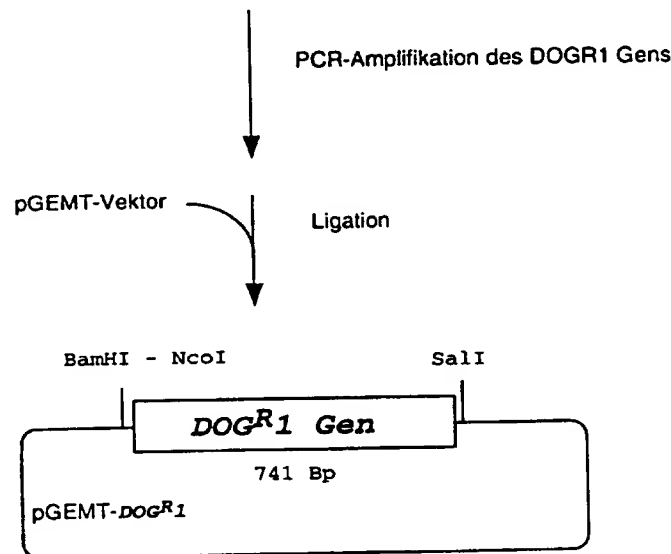 PCR-Amplifikation des DOGR1 Gens
pGEMT-Vektor
Ligation
BamHI - NcoI
SalI
DOGR1 Gen
741 Bp
pGEMT-DOGR1